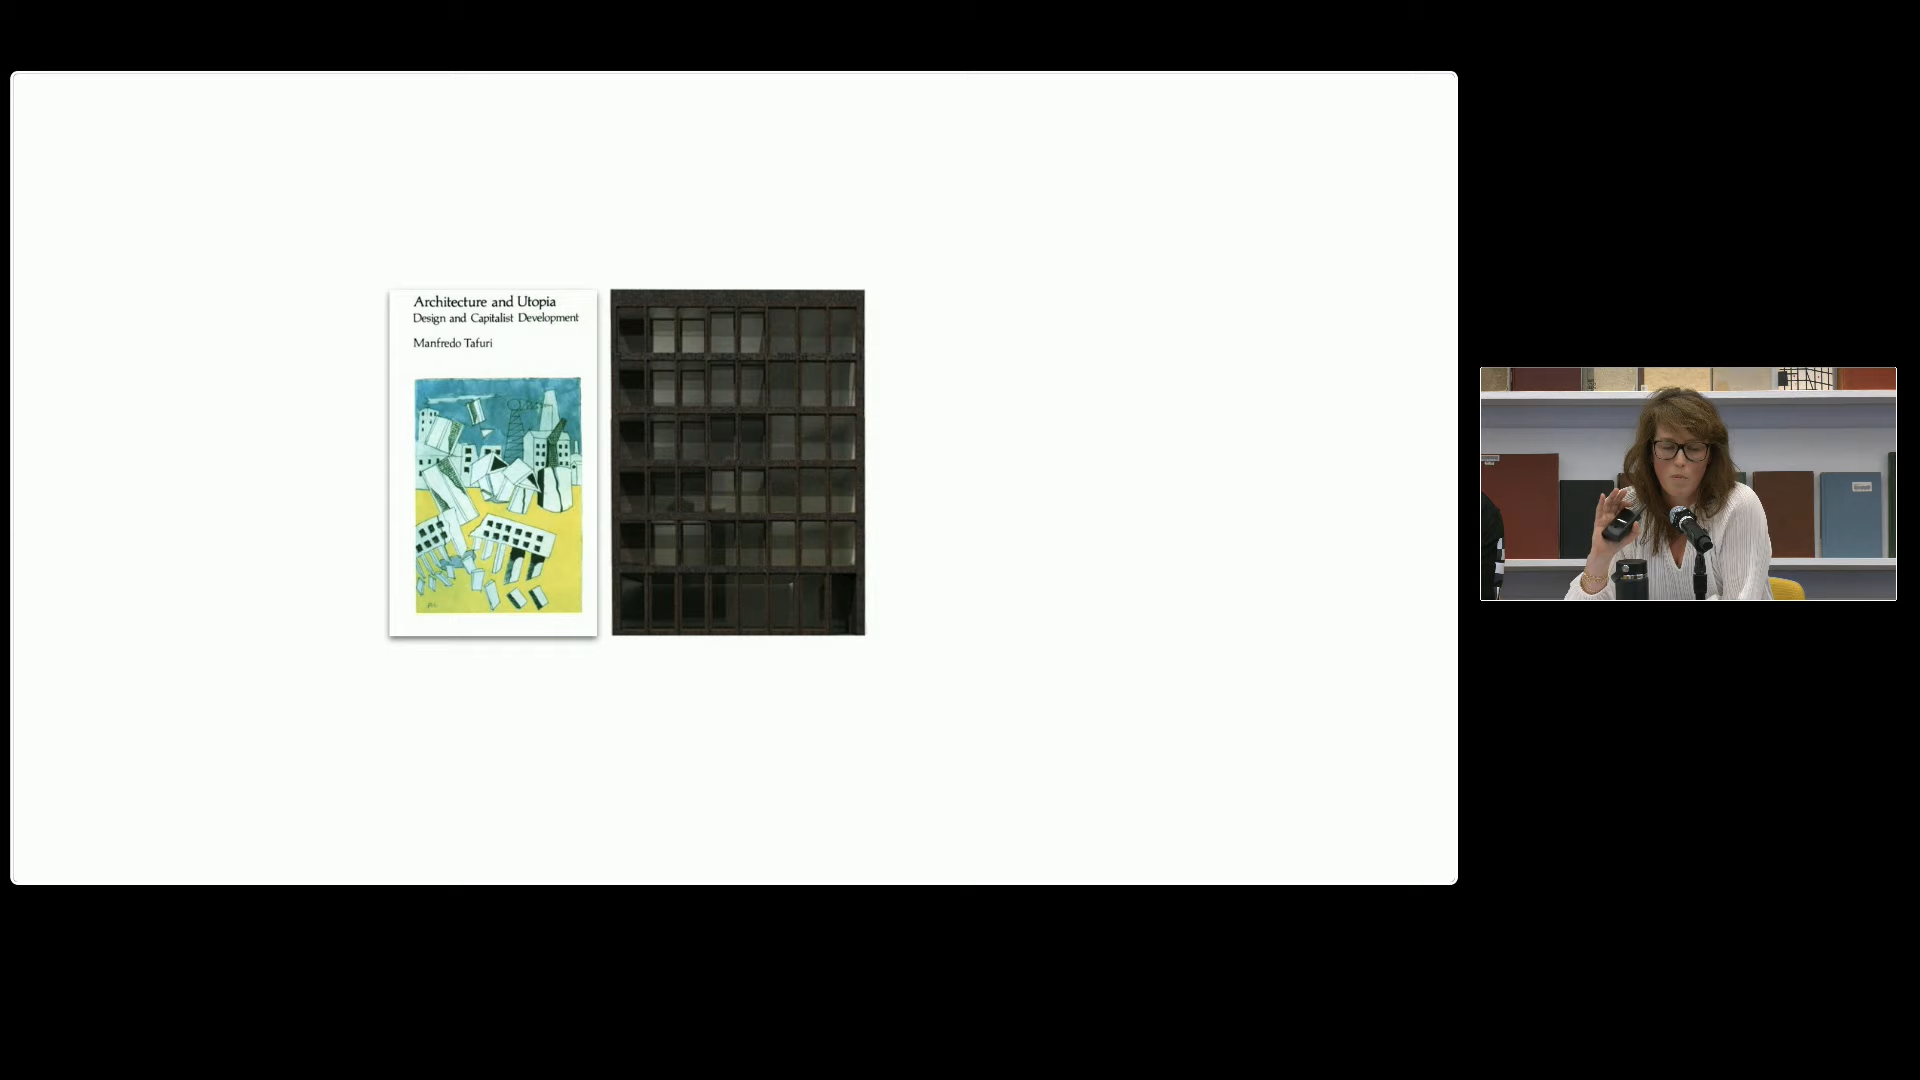 Architecture and Utopia
Design and Capitalist Development
Manfredo Tafuri